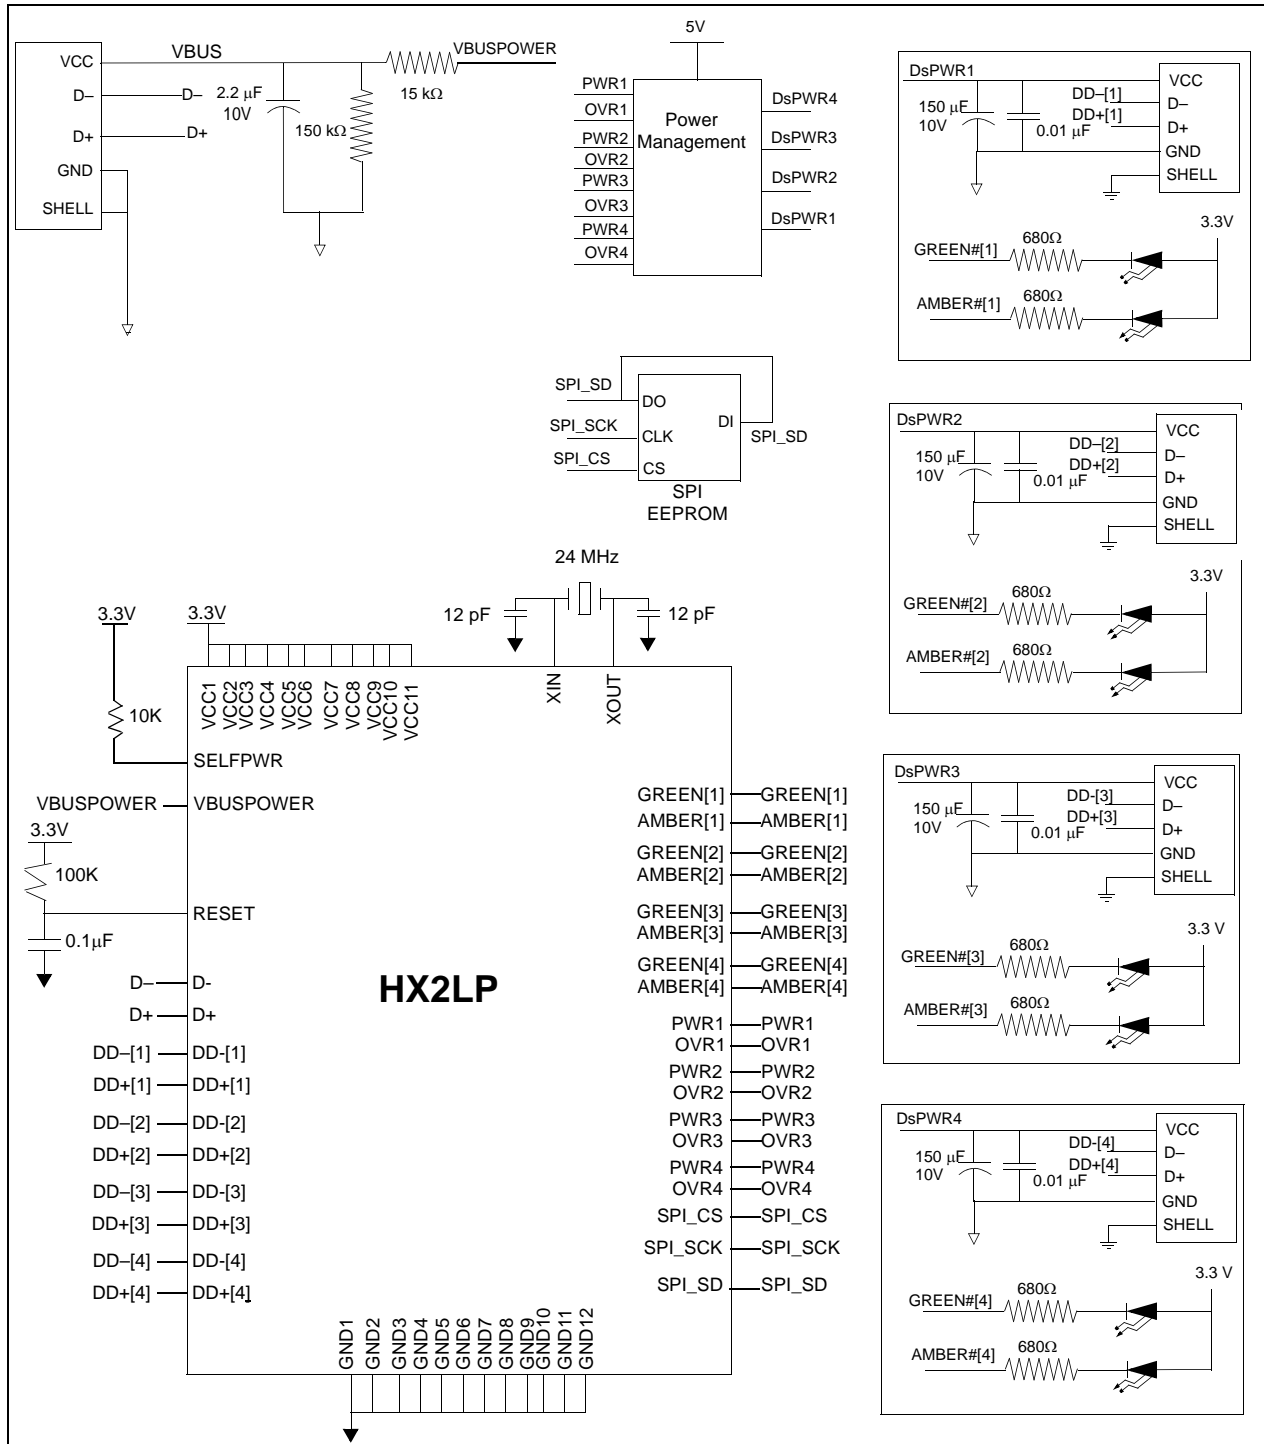 VCC
D–
D+
GND
SHELL
VBUS
D–
D+
2.2 μF
10V
150 kΩ
15 kΩ
VBUSPOWER
5V
PWR1
OVR1
PWR2
OVR2
PWR3
OVR3
PWR4
OVR4
Power
Management
DsPWR4
DsPWR3
DsPWR2
DsPWR1
SPI_SD
SPI_SCK
SPI_CS
DO
CLK
CS
DI
SPI_SD
SPI
EEPROM
24 MHz
12 pF
12 pF
3.3V
3.3V
10K
VCC1
VCC2
VCC3
VCC4
VCC5
VCC6
VCC7
VCC8
VCC9
VCC10
VCC11
XIN
XOUT
SELFPWR
VBUSPOWER
VBUSPOWER
3.3V
100K
RESET
0.1μF
HX2LP
D–
D-
D+
D+
DD–[1]
DD-[1]
DD+[1]
DD+[1]
DD–[2]
DD-[2]
DD+[2]
DD+[2]
DD–[3]
DD-[3]
DD+[3]
DD+[3]
DD–[4]
DD-[4]
DD+[4]
DD+[4]
GREEN[1]
GREEN[1]
AMBER[1]
AMBER[1]
GREEN[2]
GREEN[2]
AMBER[2]
AMBER[2]
GREEN[3]
GREEN[3]
AMBER[3]
AMBER[3]
GREEN[4]
GREEN[4]
AMBER[4]
AMBER[4]
PWR1
PWR1
OVR1
OVR1
PWR2
PWR2
OVR2
OVR2
PWR3
PWR3
OVR3
OVR3
PWR4
PWR4
OVR4
OVR4
SPI_CS
SPI_CS
SPI_SCK
SPI_SCK
SPI_SD
SPI_SD
GND1
GND2
GND3
GND4
GND5
GND6
GND7
GND8
GND9
GND10
GND11
GND12
DsPWR1
150 μF
10V
0.01 μF
DD–[1]
DD+[1]
VCC
D–
D+
GND
SHELL
3.3V
680Ω
GREEN#[1]
680Ω
AMBER#[1]
DsPWR2
150 μF
10V
0.01 μF
DD–[2]
DD+[2]
VCC
D–
D+
GND
SHELL
3.3V
680Ω
GREEN#[2]
680Ω
AMBER#[2]
DsPWR3
150 μF
10V
0.01 μF
DD-[3]
DD+[3]
VCC
D–
D+
GND
SHELL
3.3 V
680Ω
GREEN#[3]
680Ω
AMBER#[3]
DsPWR4
150 μF
10V
0.01 μF
DD-[4]
DD+[4]
VCC
D–
D+
GND
SHELL
3.3 V
680Ω
GREEN#[4]
680Ω
AMBER#[4]